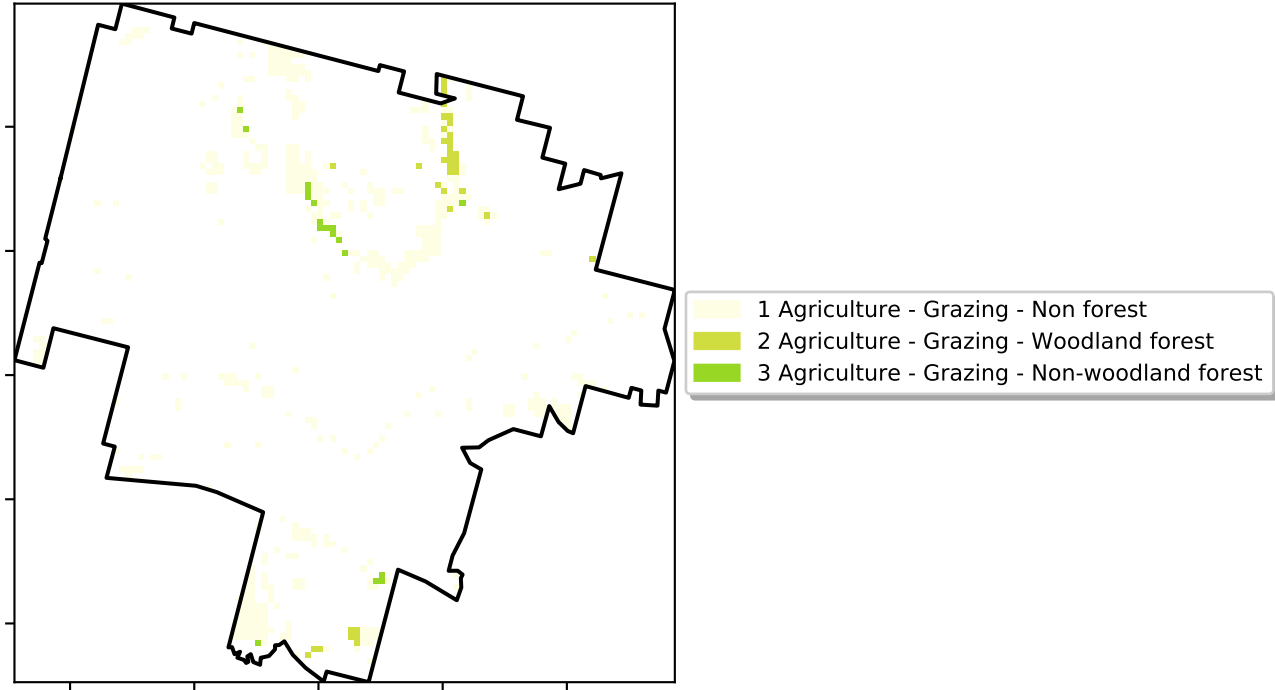 1 Agriculture - Grazing - Non forest
2 Agriculture - Grazing - Woodland forest
3 Agriculture - Grazing - Non-woodland forest